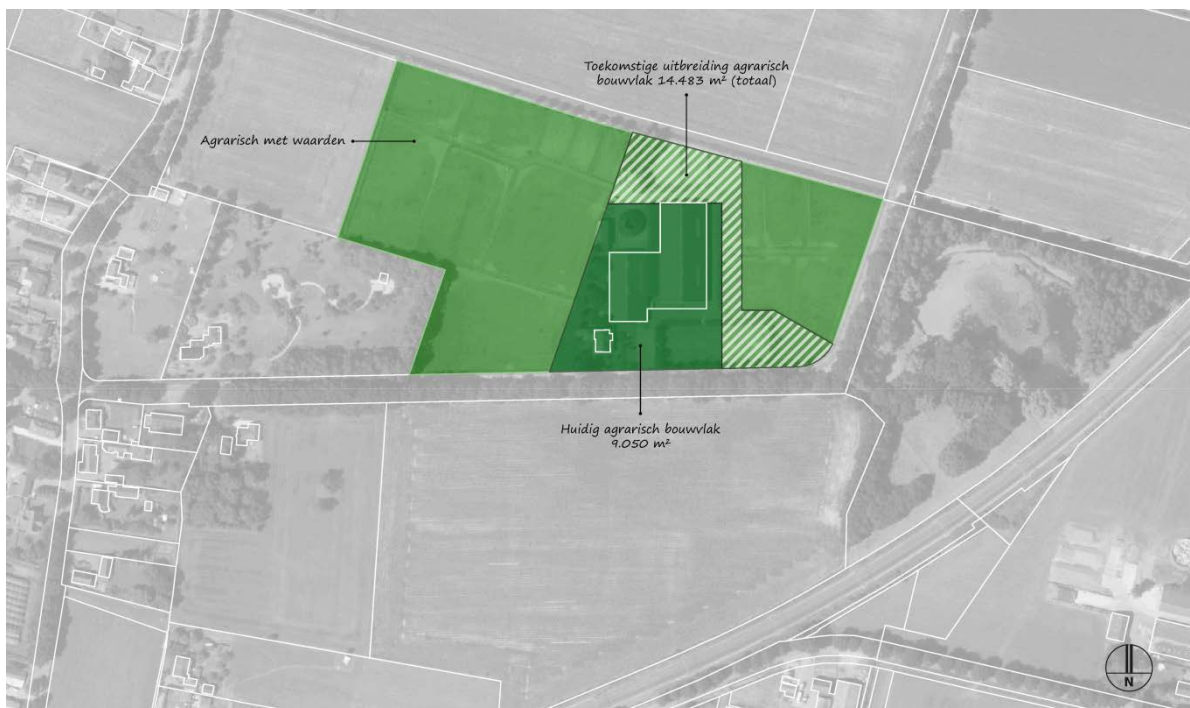 Toekomstige uitbreiding agrarisch
bouwvlak 14.483 m² (totaal)
Agrarisch met waarden
Huidig agrarisch bouwvlak
9.050 m²
N